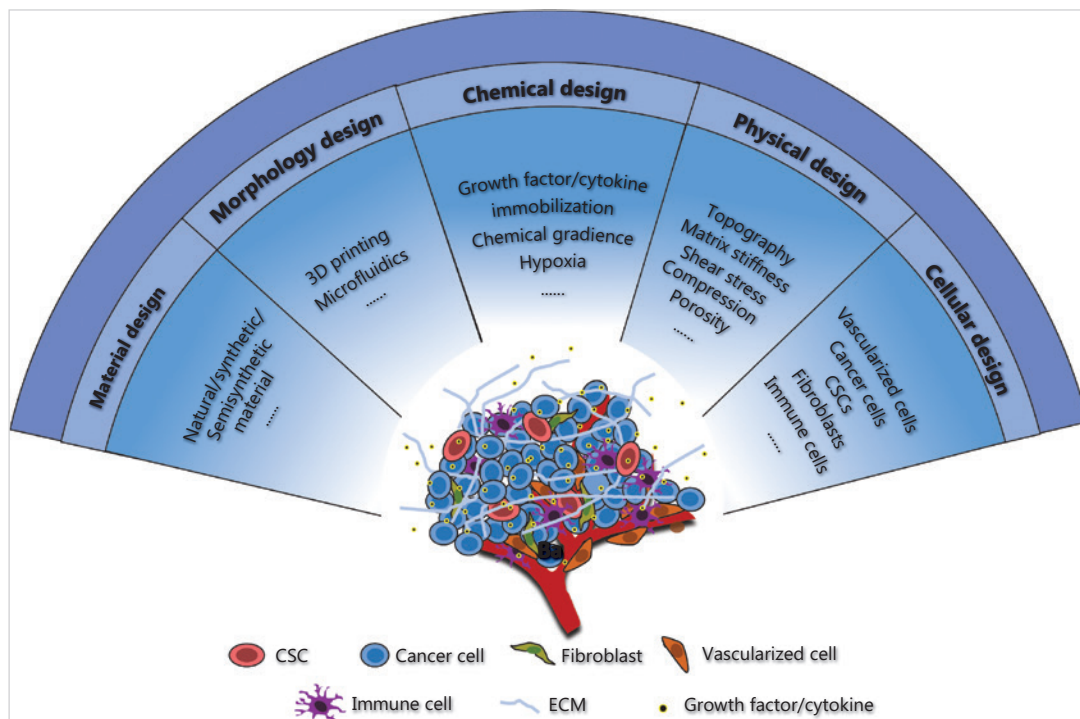 Material design
Morphology design
Chemical design
Physical design
Cellular design
Natural/synthetic/
Semisynthetic
material
......
3D printing
Microfluidics
......
Growth factor/cytokine
immobilization
Chemical gradience
Hypoxia
......
Topography
Matrix stiffness
Shear stress
Compression
Porosity
......
Vascularized cells
Cancer cells
CSCs
Fibroblasts
Immune cells
......
Ba
CSC
Cancer cell
Fibroblast
Vascularized cell
Immune cell
ECM
Growth factor/cytokine